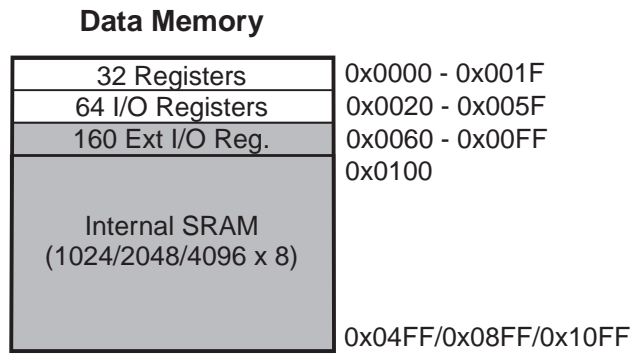 Data Memory
32 Registers 0x0000 - 0x001F
64 I/O Registers 0x0020 - 0x005F
160 Ext I/O Reg. 0x0060 - 0x00FF
0x0100
Internal SRAM
(1024/2048/4096 x 8)
0x04FF/0x08FF/0x10FF